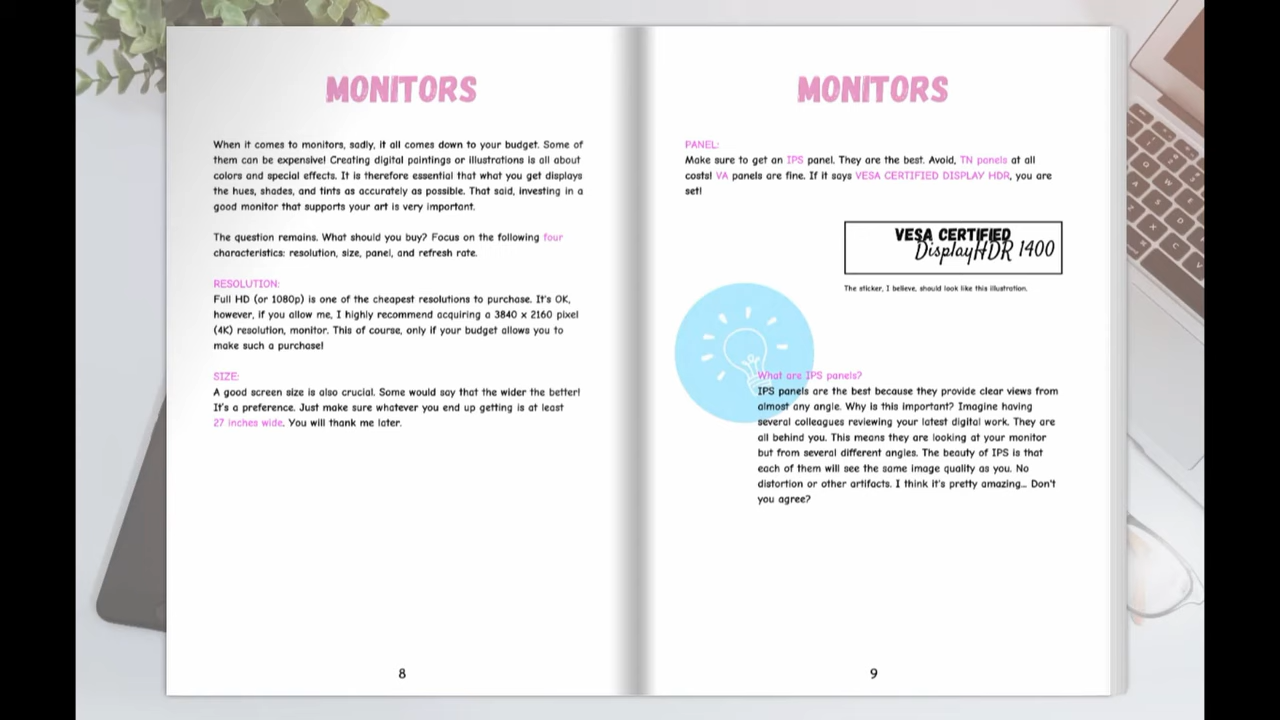 MONITORS
When it comes to monitors, sadly, it all comes down to your budget. Some of
them can be expensive! Creating digital paintings or illustrations is all about
colors and special effects. It is therefore essential that what you get displays
the hues, shades, and tints as accurately as possible. That said, investing in a
good monitor that supports your art is very important.
The question remains. What should you buy? Focus on the following four
characteristics: resolution, size, panel, and refresh rate.
RESOLUTION:
Full HD (or 1080p) is one of the cheapest resolutions to purchase. It's OK,
however, if you allow me, I highly recommend acquiring a 3840 x 2160 pixel
(4K) resolution, monitor. This of course, only if your budget allows you to
make such a purchase!
SIZE:
A good screen size is also crucial. Some would say that the wider the better!
It's a preference. Just make sure whatever you end up getting is at least
27 inches wide. You will thank me later.
8
MONITORS
PANEL:
Make sure to get an IPS panel. They are the best. Avoid, TN panels at all
costs! VA panels are fine. If it says VESA CERTIFIED DISPLAY HDR, you are
set!
VESA CERTIFIED
DisplayHDR 1400
The sticker, I believe, should look like this illustration.
What are IPS panels?
IPS panels are the best because they provide clear views from
almost any angle. Why is this important? Imagine having
several colleagues reviewing your latest digital work. They are
all behind you. This means they are looking at your monitor
but from several different angles. The beauty of IPS is that
each of them will see the same image quality as you. No
distortion or other artifacts. I think it's pretty amazing... Don't
you agree?
9